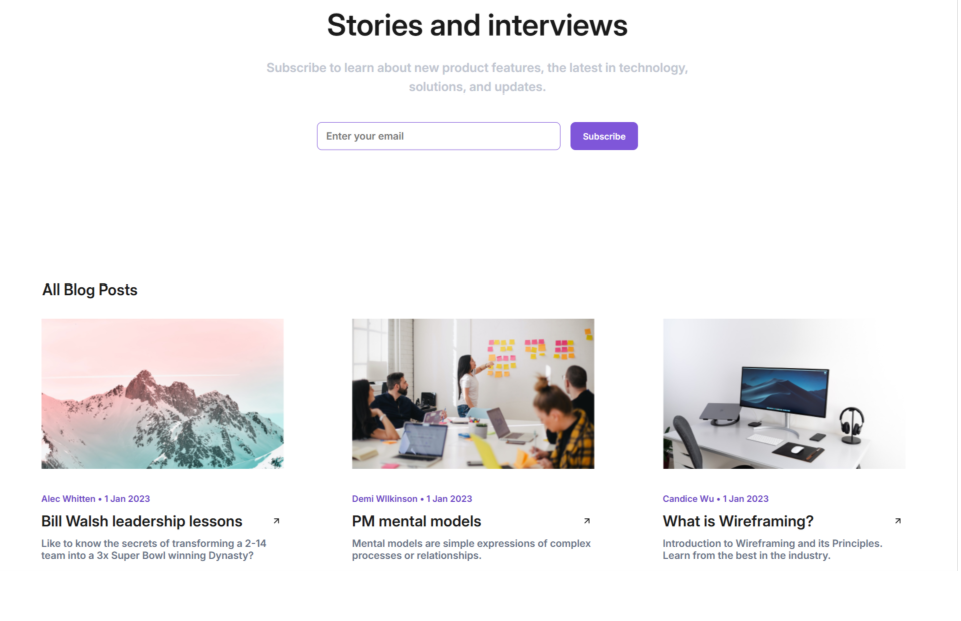 Stories and interviews
Subscribe to learn about new product features, the latest in technology,
solutions, and updates.
Enter your email
Subscribe
All Blog Posts
Alec Whitten • 1 Jan 2023
Bill Walsh leadership lessons
Like to know the secrets of transforming a 2-14
team into a 3x Super Bowl winning Dynasty?
Demi WIlkinson • 1 Jan 2023
PM mental models
Mental models are simple expressions of complex
processes or relationships.
Candice Wu • 1 Jan 2023
What is Wireframing?
Introduction to Wireframing and its Principles.
Learn from the best in the industry.